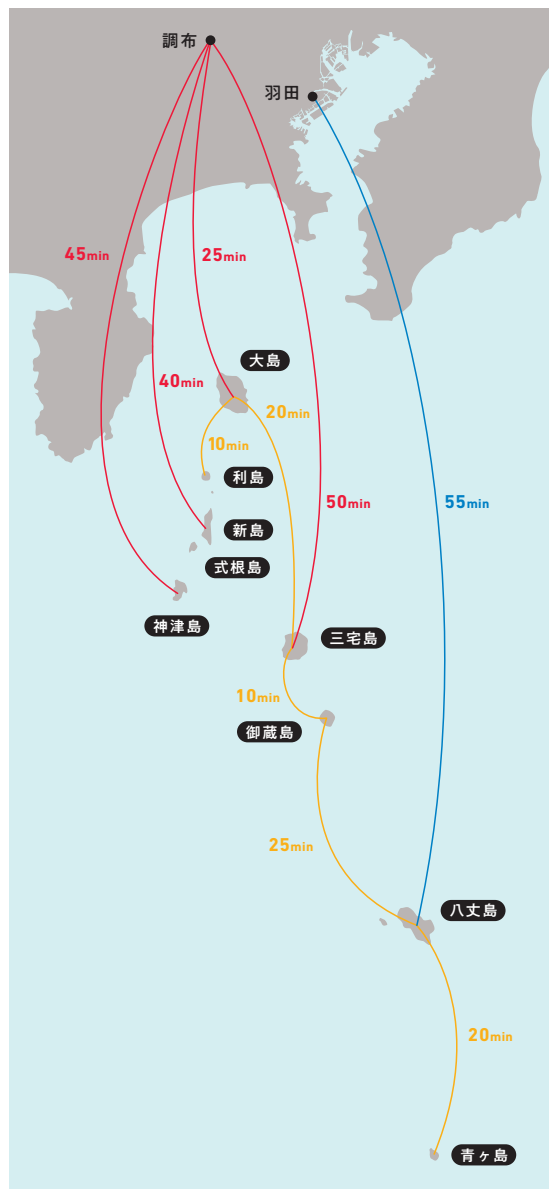 調布
羽田
45min
25min
大島
40min
20min
10min
利島
50min
55min
新島
式根島
神津島
三宅島
10min
御蔵島
25min
八丈島
20min
青ヶ島